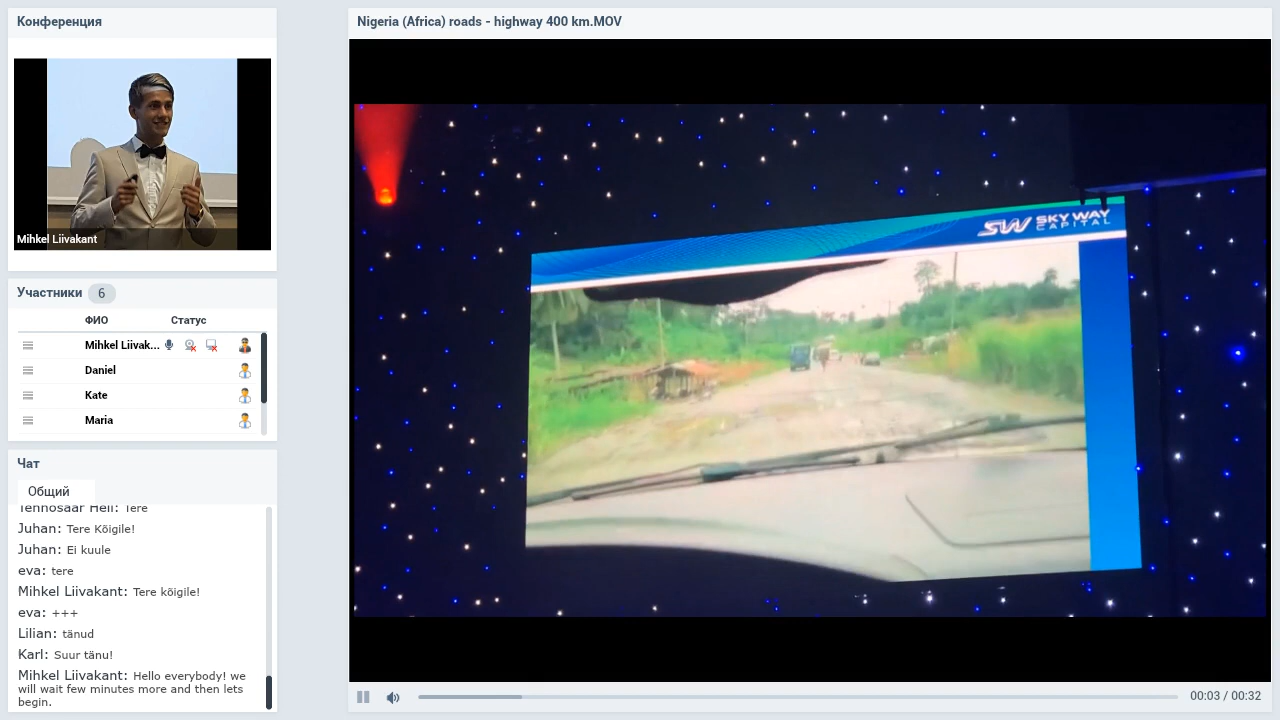 Конференция
Mihkel Liivakant
Участники 6
ФИО Статус
Mihkel Liivak...
Daniel
Kate
Maria
Чат
Общий
Tennosaar Heli: Tere
Juhan: Tere Kõigile!
Juhan: Ei kuule
eva: tere
Mihkel Liivakant: Tere kõigile!
eva: +++
Lilian: tänud
Karl: Suur tänu!
Mihkel Liivakant: Hello everybody! we
will wait few minutes more and then lets
begin.
Nigeria (Africa) roads - highway 400 km.MOV
SW SKY WAY
CAPITAL
00:03 / 00:32